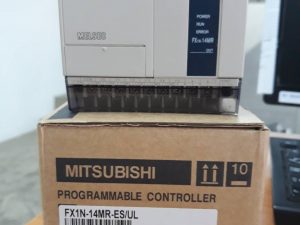 POWER
RUN
ERROR
FX1N-14MR
MELSEC
MITSUBISHI
10
PROGRAMMABLE CONTROLLER
FX1N-14MR-ES/UL